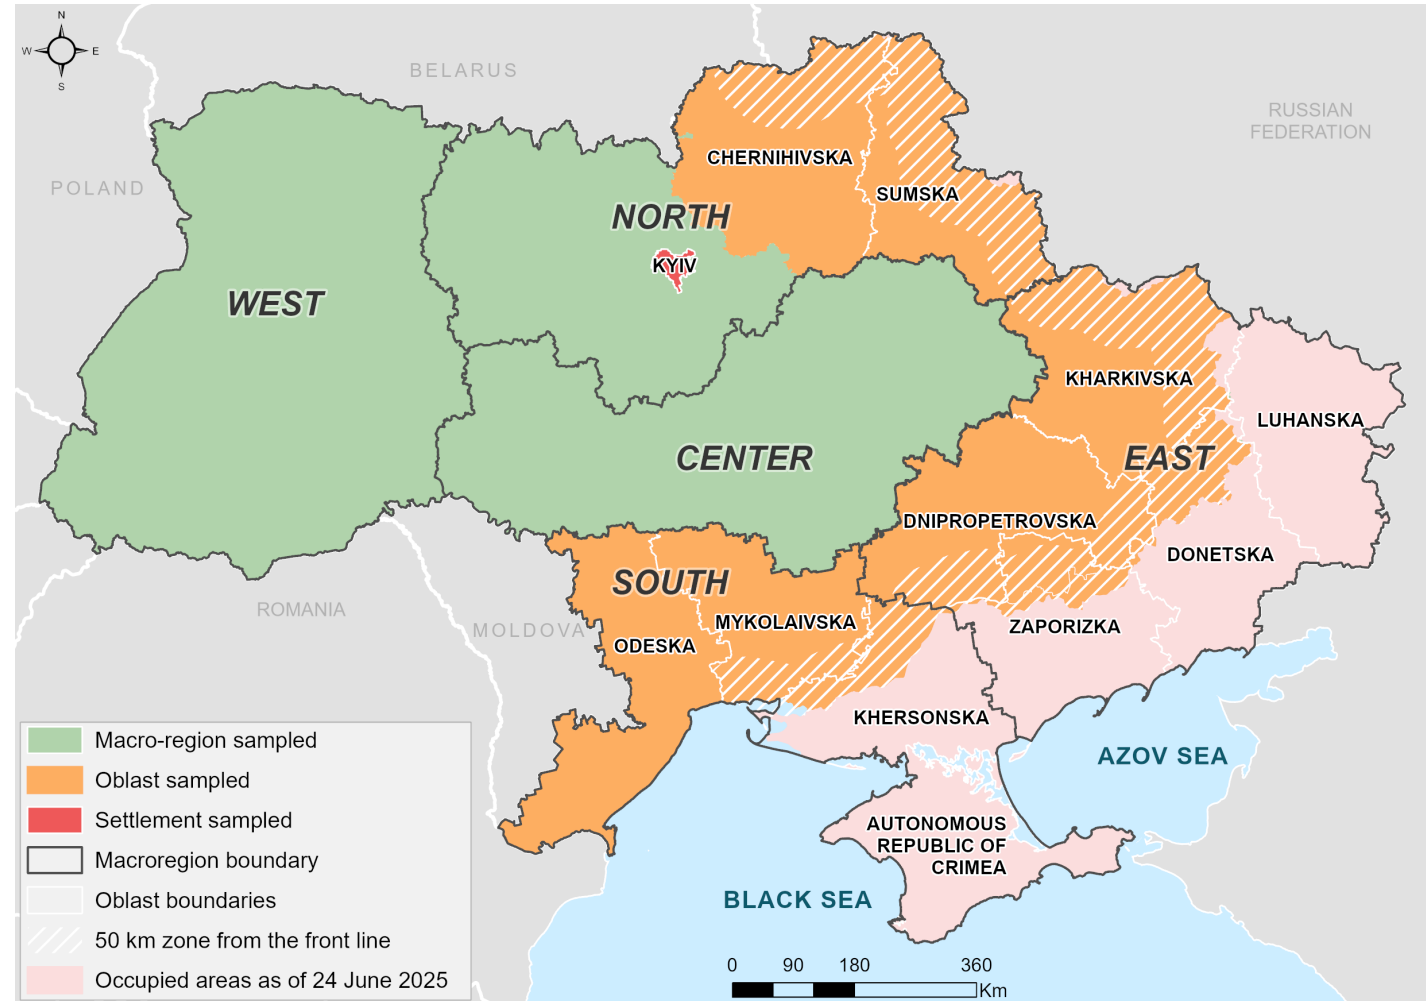 N
W E
S
BELARUS
RUSSIAN
FEDERATION
POLAND
CHERNIHIVSKA
SUMSKA
NORTH
KYIV
WEST
KHARKIVSKA
LUHANSKA
CENTER
EAST
DNIPROPETROVSKA
DONETSKA
SOUTH
ROMANIA
MOLDOVA
MYKOLAIVSKA
ZAPORIZKA
ODESKA
KHERSONSKA
AZOV SEA
AUTONOMOUS
REPUBLIC OF
CRIMEA
BLACK SEA
Macro-region sampled
Oblast sampled
Settlement sampled
Macroregion boundary
Oblast boundaries
50 km zone from the front line
Occupied areas as of 24 June 2025
0 90 180 360
Km